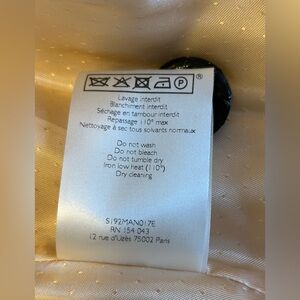 P ®
Lavage interdit
Blanchiment interdit
Séchage en tambour interdit
Repassage 110° max
Nettoyage à sec tous solvants normaux
Do not wash
Do not bleach
Do not tumble dry
Iron low heat (110°)
Dry cleaning
S192MAN017E
RN 154 043
12 rue d'Uzès 75002 Paris